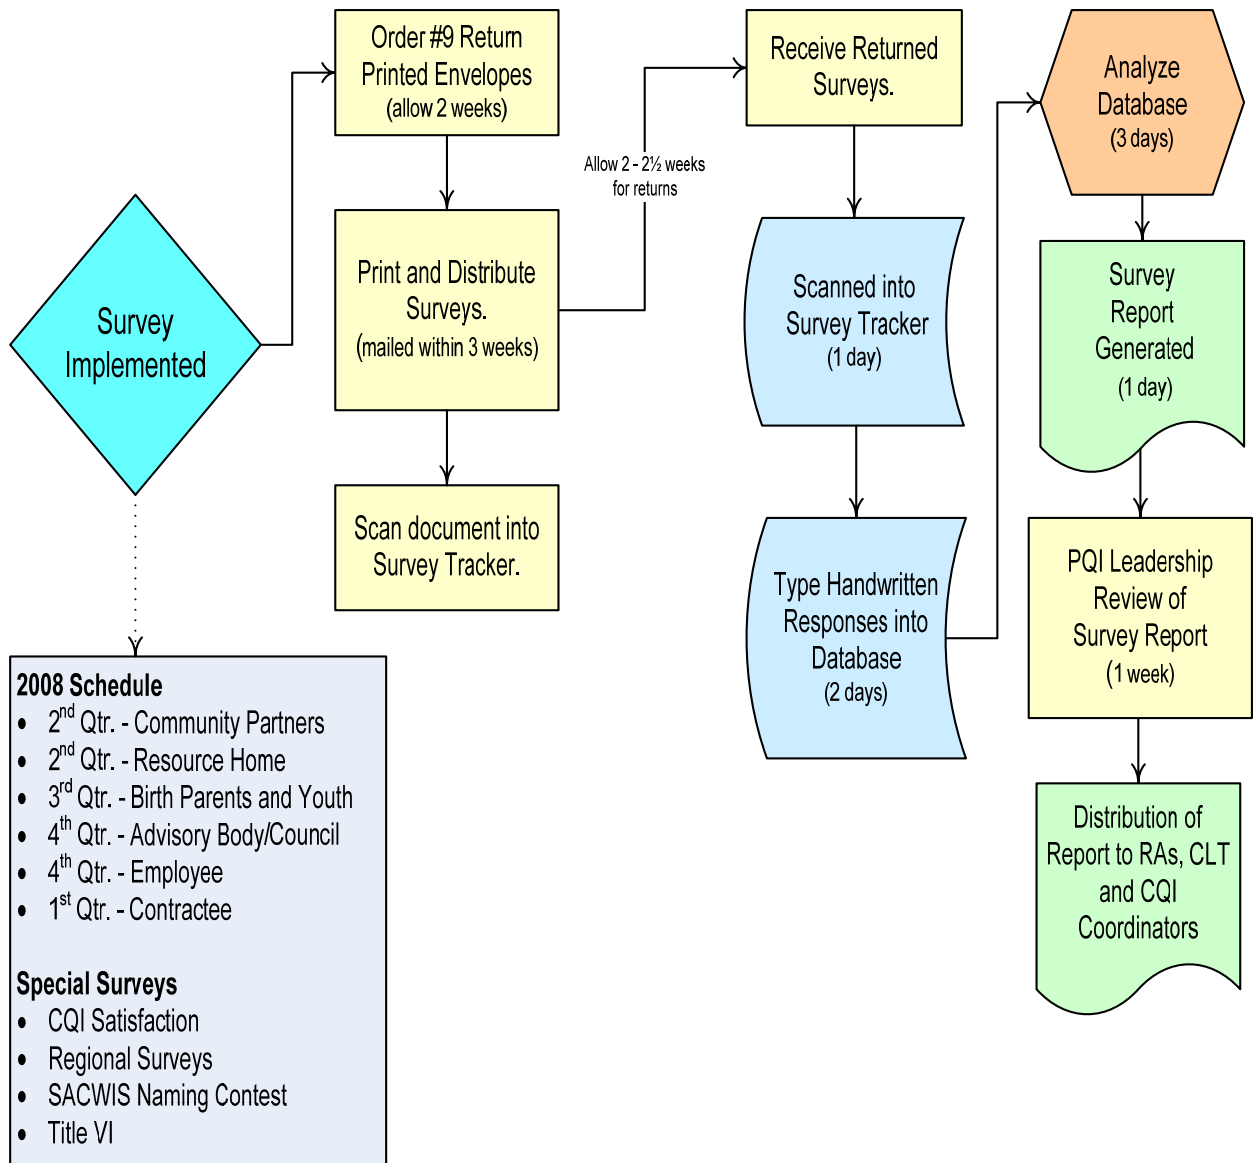 Survey
Implemented
Order #9 Return
Printed Envelopes
(allow 2 weeks)
Print and Distribute
Surveys.
(mailed within 3 weeks)
Scan document into
Survey Tracker.
Allow 2 - 2½ weeks
for returns
Receive Returned
Surveys.
Scanned into
Survey Tracker
(1 day)
Type Handwritten
Responses into
Database
(2 days)
Analyze
Database
(3 days)
Survey
Report
Generated
(1 day)
PQI Leadership
Review of
Survey Report
(1 week)
Distribution of
Report to RAs, CLT
and CQI
Coordinators
2008 Schedule
• 2nd Qtr. - Community Partners
• 2nd Qtr. - Resource Home
• 3rd Qtr. - Birth Parents and Youth
• 4th Qtr. - Advisory Body/Council
• 4th Qtr. - Employee
• 1st Qtr. - Contractee
Special Surveys
• CQI Satisfaction
• Regional Surveys
• SACWIS Naming Contest
• Title VI